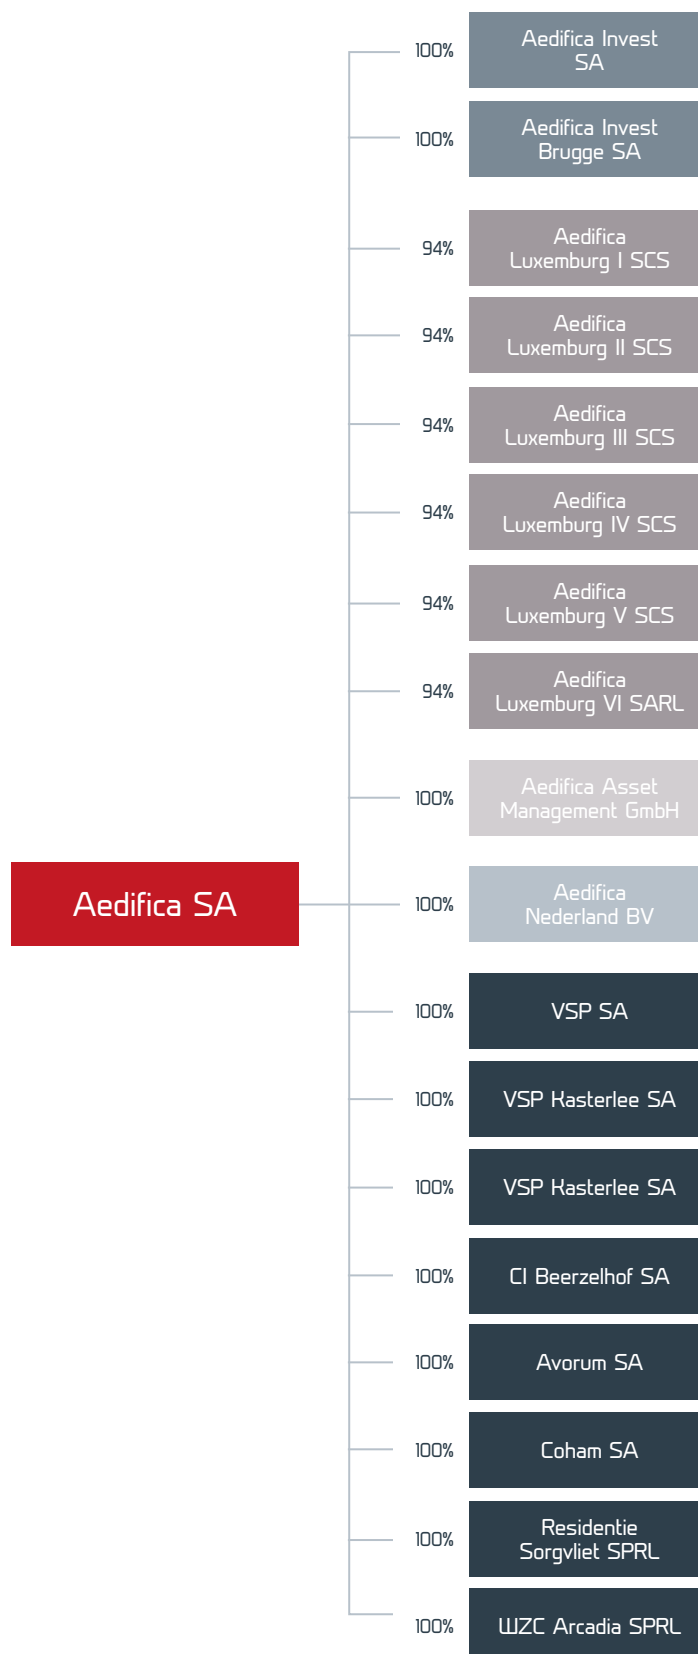 100%
Aedifica Invest
SA
100%
Aedifica Invest
Brugge SA
94%
Aedifica
Luxemburg I SCS
94%
Aedifica
Luxemburg II SCS
94%
Aedifica
Luxemburg III SCS
94%
Aedifica
Luxemburg IV SCS
94%
Aedifica
Luxemburg V SCS
94%
Aedifica
Luxemburg VI SARL
100%
Aedifica Asset
Management GmbH
Aedifica SA
100%
Aedifica
Nederland BV
100%
VSP SA
100%
VSP Kasterlee SA
100%
VSP Kasterlee SA
100%
CI Beerzelhof SA
100%
Avorum SA
100%
Coham SA
100%
Residentie
Sorgvliet SPRL
100%
WZC Arcadia SPRL